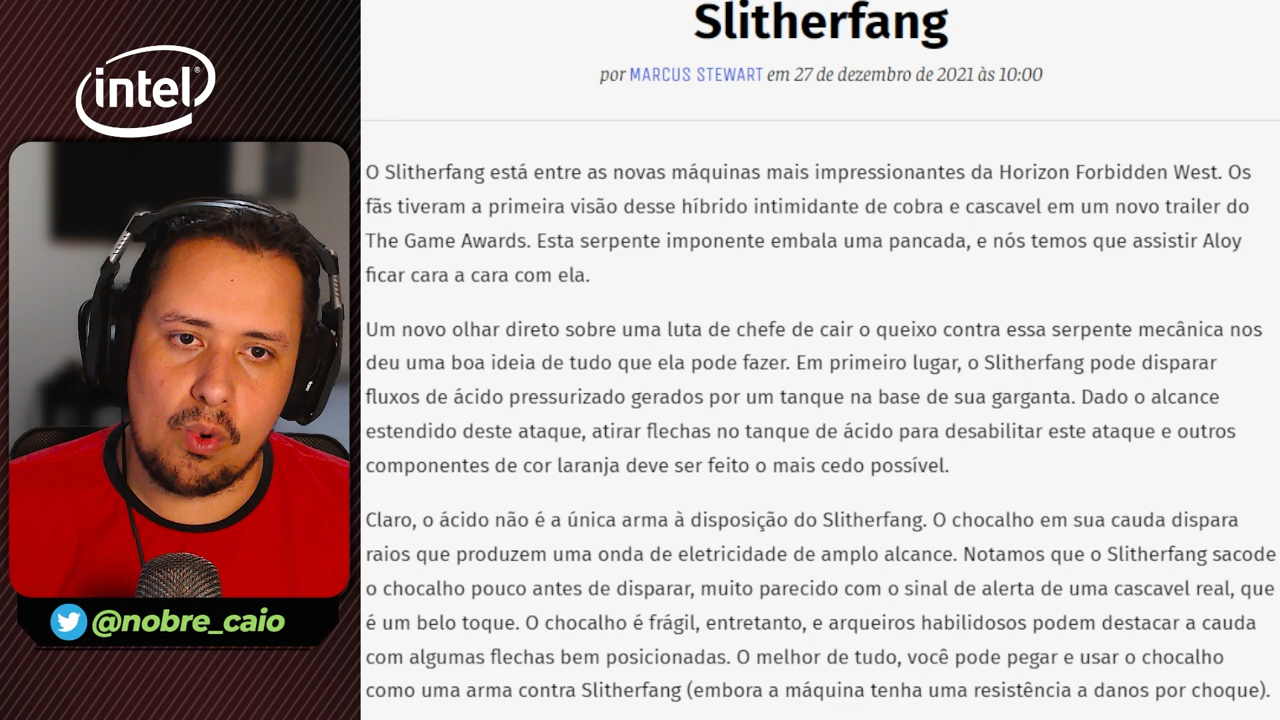 intel®
@nobre_caio
Slitherfang
por MARCUS STEWART em 27 de dezembro de 2021 às 10:00
O Slitherfang está entre as novas máquinas mais impressionantes da Horizon Forbidden West. Os
fãs tiveram a primeira visão desse híbrido intimidante de cobra e cascavel em um novo trailer do
The Game Awards. Esta serpente imponente embala uma pancada, e nós temos que assistir Aloy
ficar cara a cara com ela.
Um novo olhar direto sobre uma luta de chefe de cair o queixo contra essa serpente mecânica nos
deu uma boa ideia de tudo que ela pode fazer. Em primeiro lugar, o Slitherfang pode disparar
fluxos de ácido pressurizado gerados por um tanque na base de sua garganta. Dado o alcance
estendido deste ataque, atirar flechas no tanque de ácido para desabilitar este ataque e outros
componentes de cor laranja deve ser feito o mais cedo possível.
Claro, o ácido não é a única arma à disposição do Slitherfang. O chocalho em sua cauda dispara
raios que produzem uma onda de eletricidade de amplo alcance. Notamos que o Slitherfang sacode
o chocalho pouco antes de disparar, muito parecido com o sinal de alerta de uma cascavel real, que
é um belo toque. O chocalho é frágil, entretanto, e arqueiros habilidosos podem destacar a cauda
com algumas flechas bem posicionadas. O melhor de tudo, você pode pegar e usar o chocalho
como uma arma contra Slitherfang (embora a máquina tenha uma resistência a danos por choque).